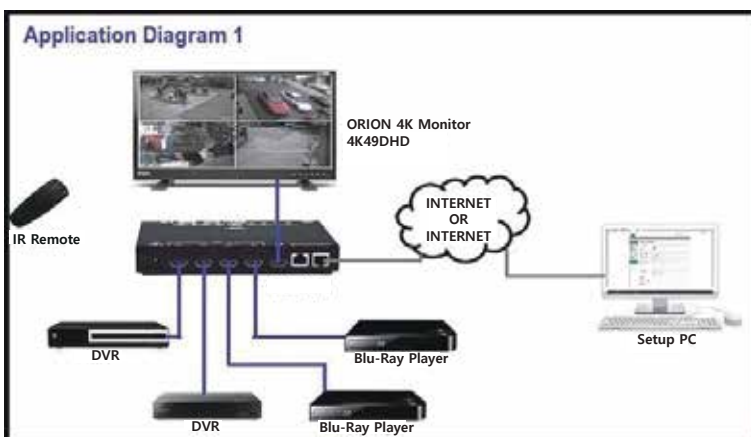 Application Diagram 1
ORION 4K Monitor
4K49DHD
IR Remote
INTERNET
OR
INTERNET
Setup PC
DVR
Blu-Ray Player
DVR
Blu-Ray Player